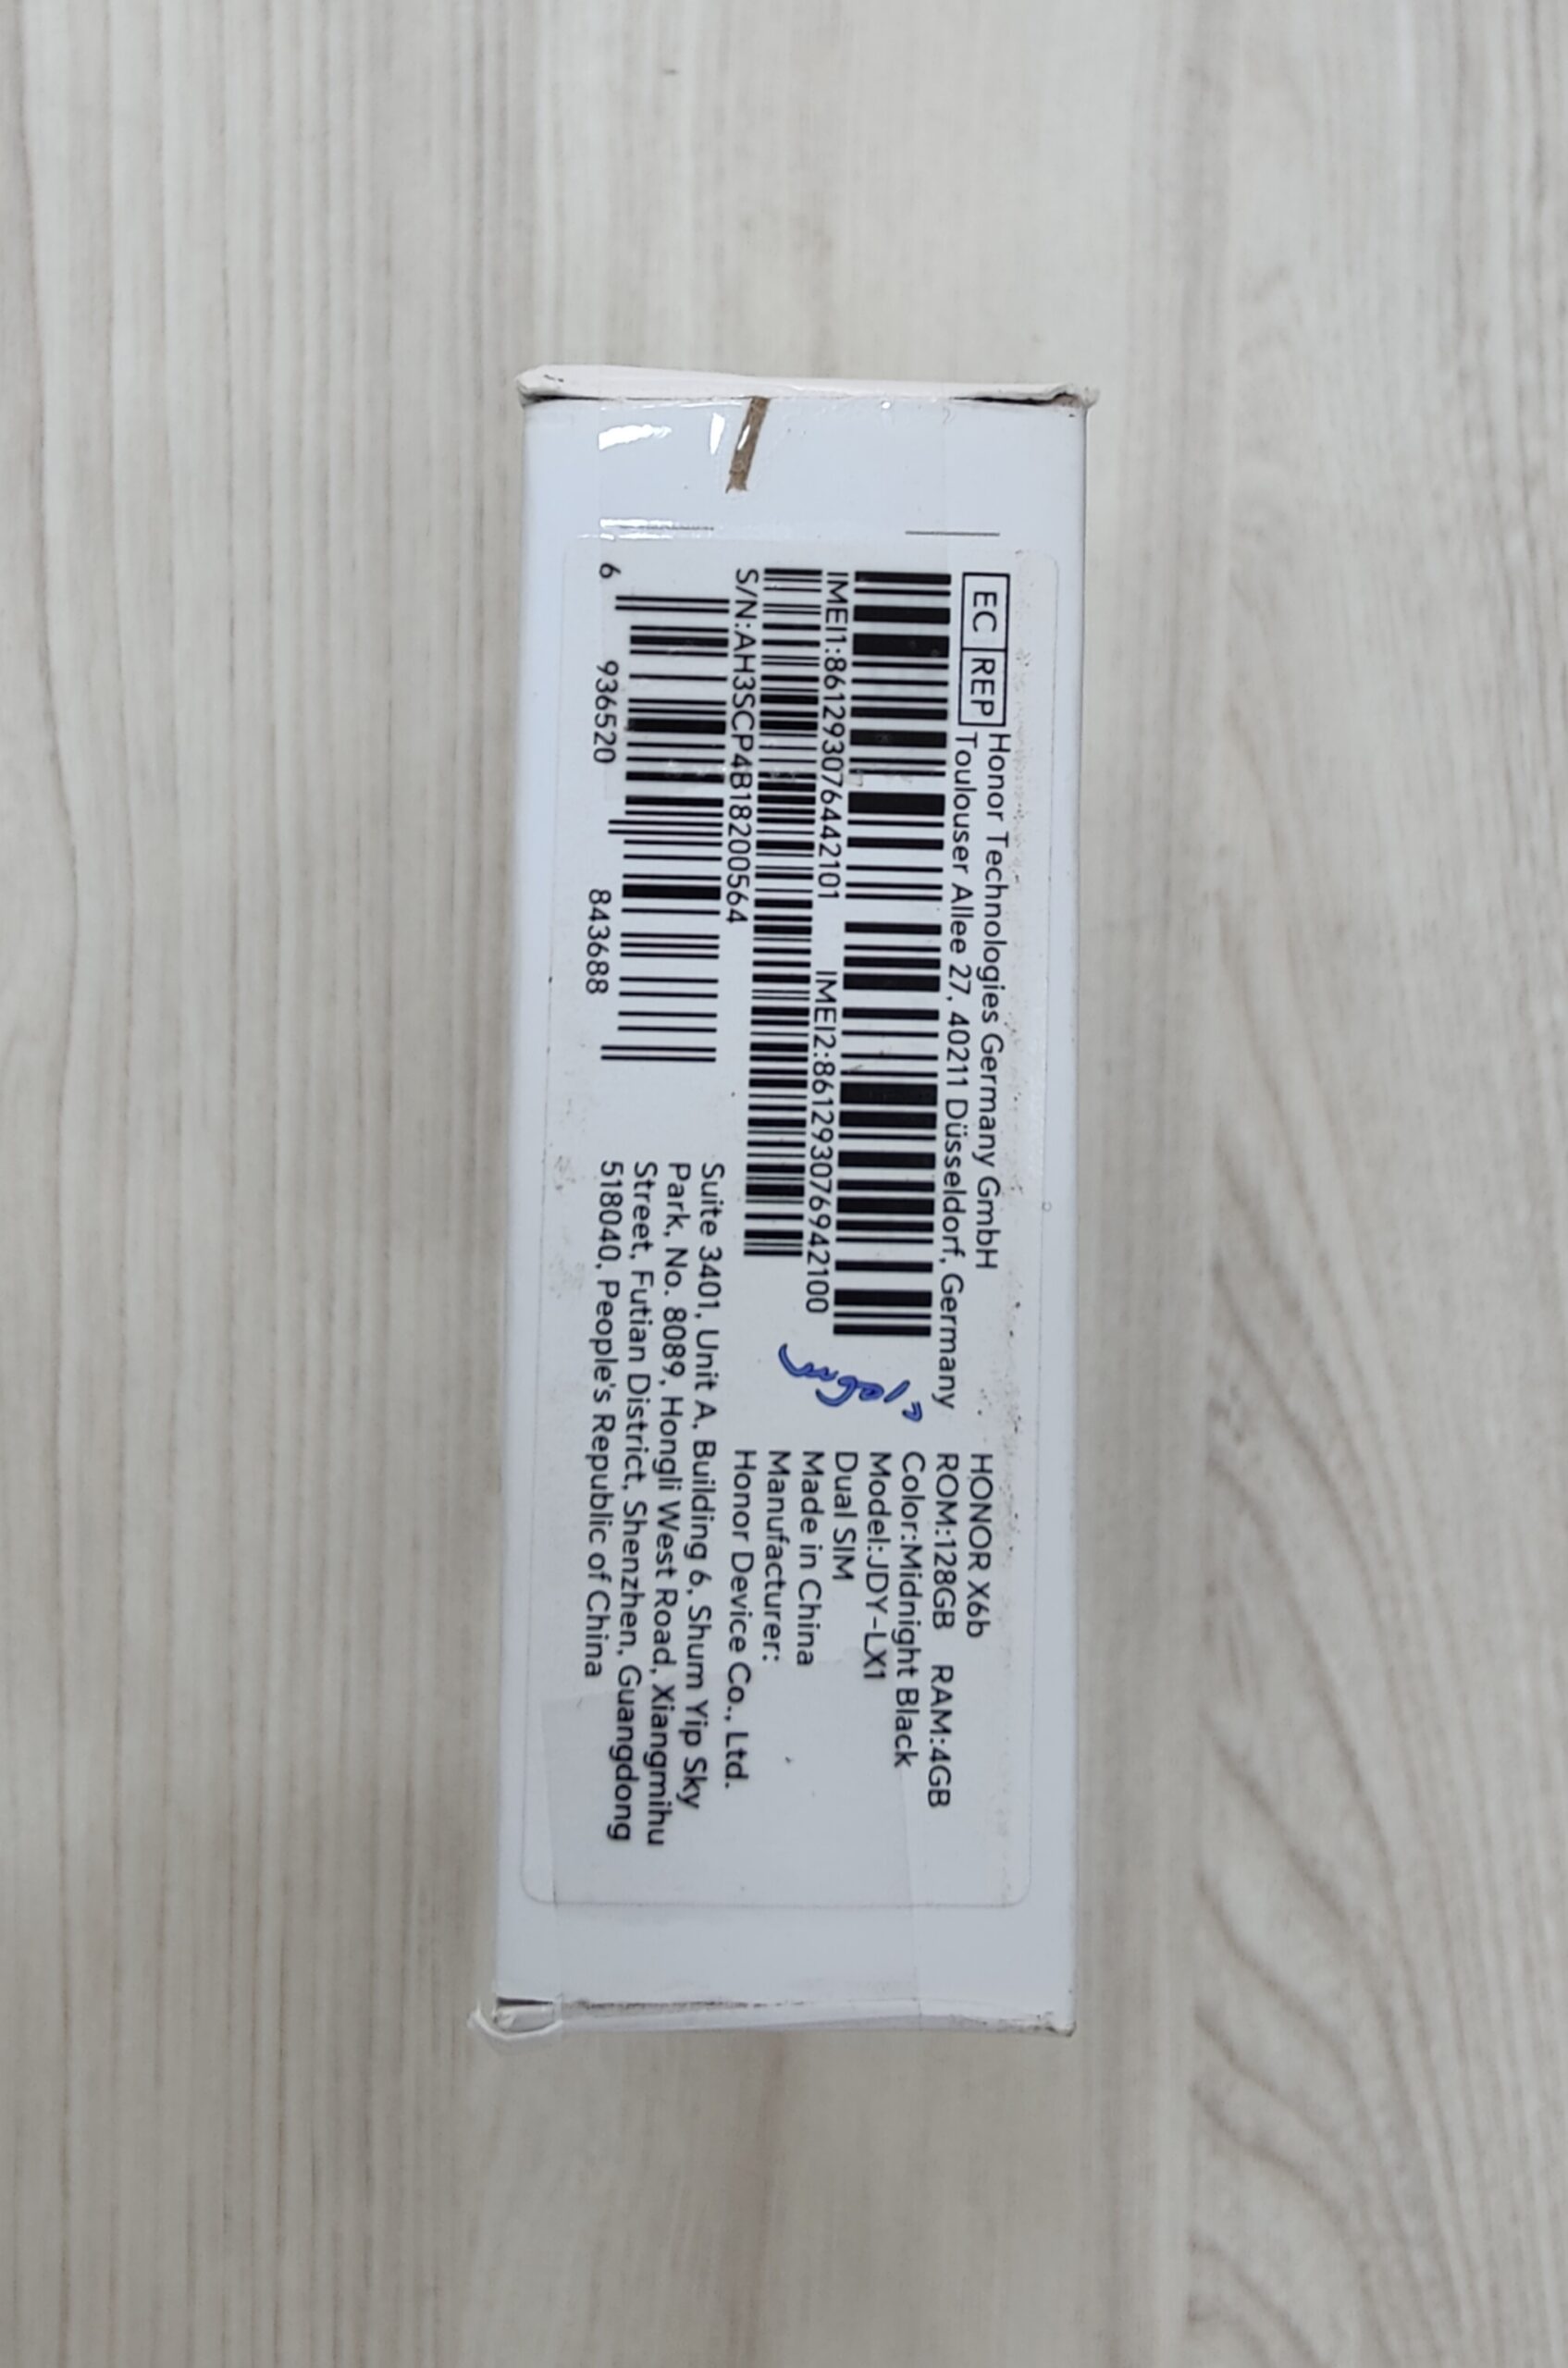 EC REP
Honor Technologies Germany GmbH
Toulouser Allee 27, 40211 Düsseldorf, Germany
IMEI1:861293076442101 IMEI2:861293076942100
S/N:AH3SCP4B18200564
6 936520 843688
HONOR X6b
ROM:128GB RAM:4GB
Color:Midnight Black
Model:JDY-LX1
Dual SIM
Made in China
Manufacturer:
Honor Device Co., Ltd.
Suite 3401, Unit A, Building 6, Shum Yip Sky
Park, No. 8089, Hongli West Road, Xiangmihu
Street, Futian District, Shenzhen, Guangdong
518040, People's Republic of China